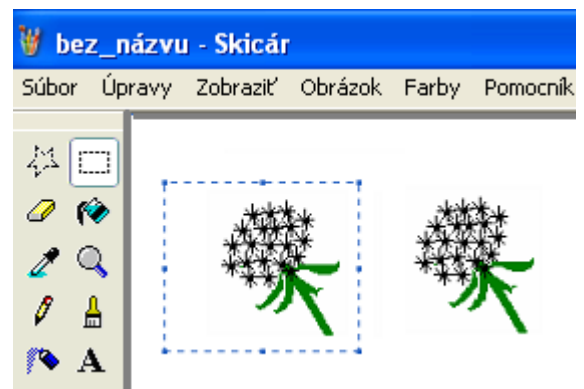 bez_názvu - Skicár
Súbor Úpravy Zobraziť Obrázok Farby Pomocník
A